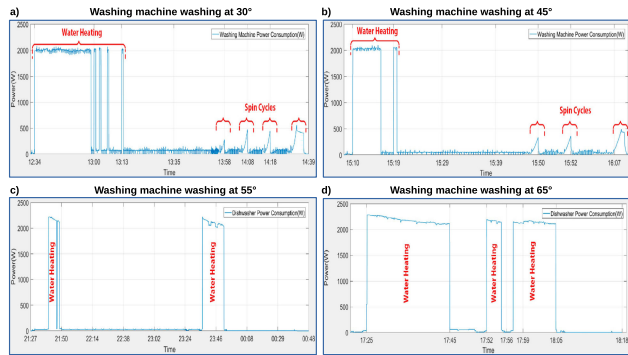 a) Washing machine washing at 30°
Water Heating
Washing Machine Power Consumption(W)
Spin Cycles
Power(W)
2500
2000
1500
1000
500
0
12:34
13:00
13:13
13:35
13:58
14:08
14:18
14:39
Time
b) Washing machine washing at 45°
Water Heating
Washing Machine Power Consumption(W)
Spin Cycles
Power(W)
2500
2000
1500
1000
500
0
15:10
15:19
15:29
15:50
15:52
16:07
Time
c) Washing machine washing at 55°
Dishwasher Power Consumption(W)
Water Heating
Water Heating
Power(W)
2500
2000
1500
1000
500
0
21:27
21:50
22:12
22:38
23:02
23:24
23:46
00:08
00:29
00:48
Time
d) Washing machine washing at 65°
Dishwasher Power Consumption(W)
Water Heating
Water Heating
Water Heating
Power(W)
2500
2000
1500
1000
500
0
17:25
17:45
17:52
17:56
17:59
18:05
18:18
Time